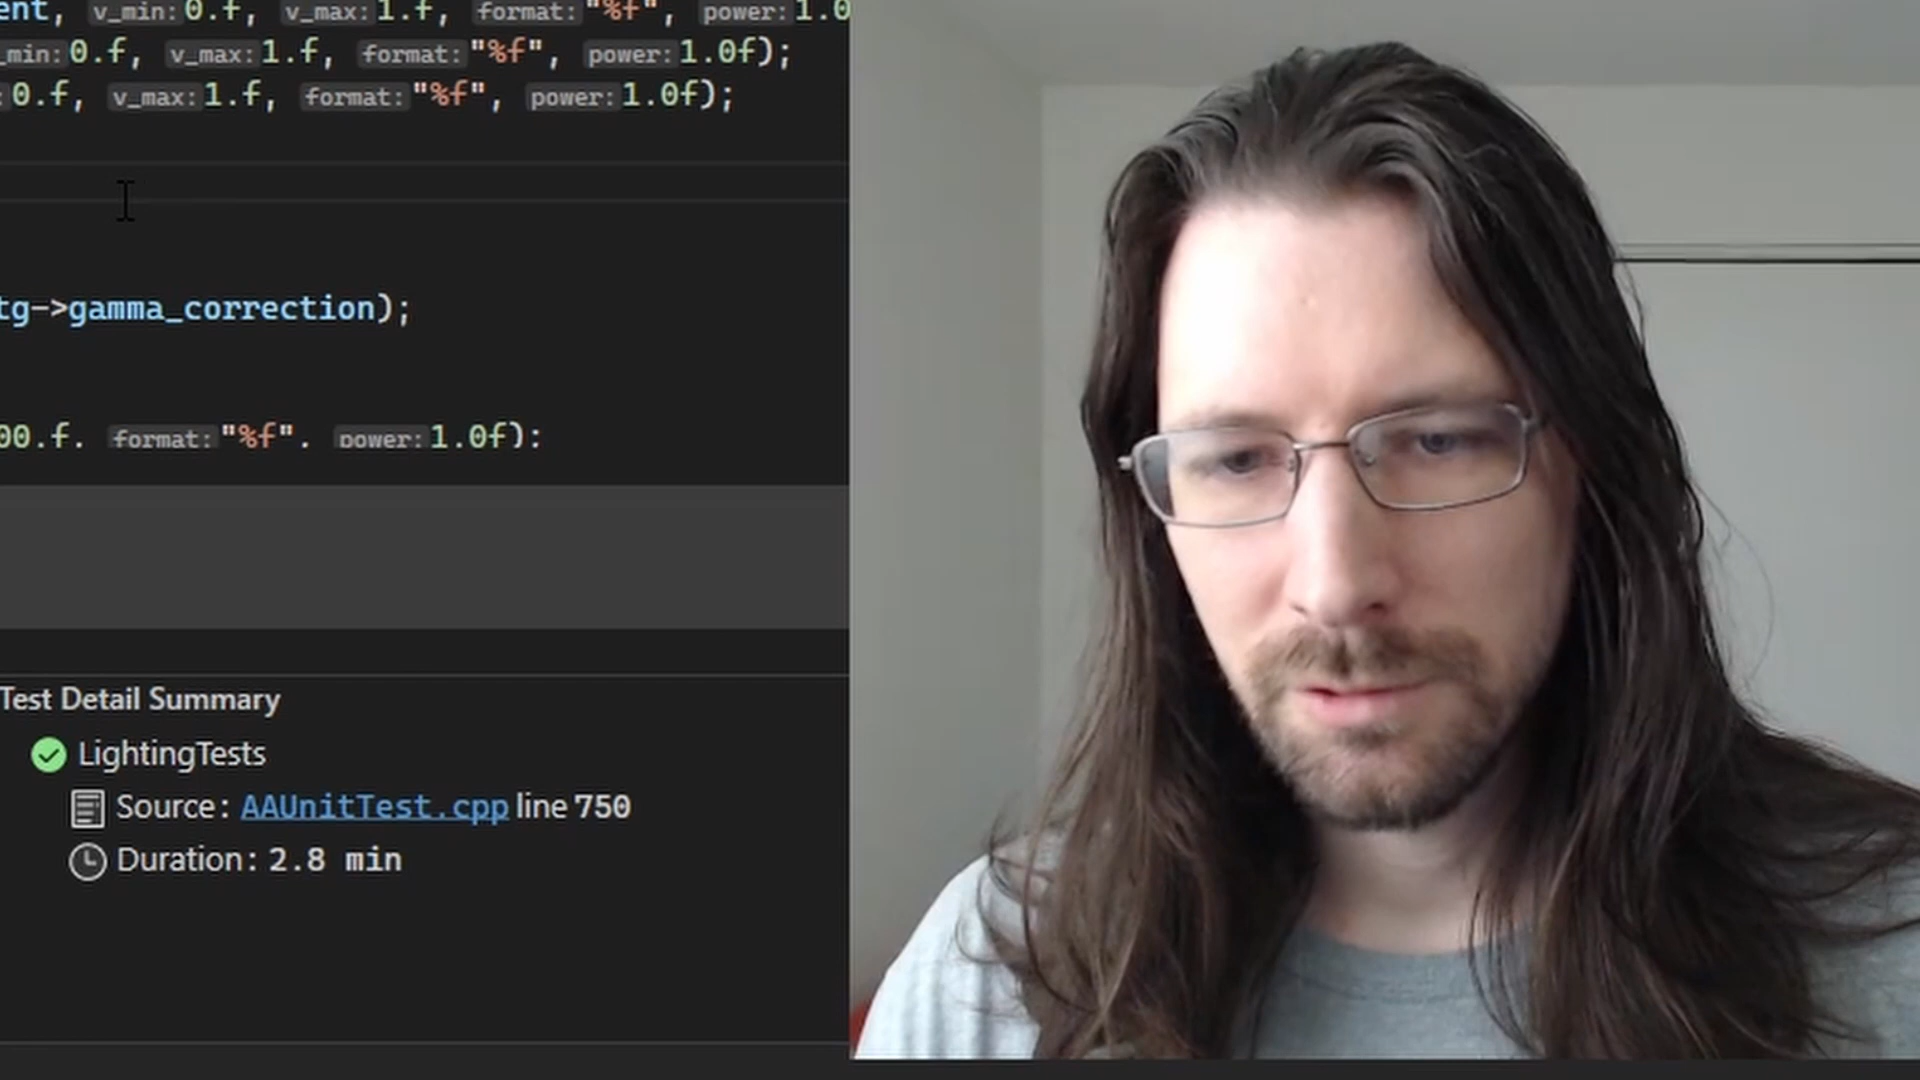 ent, v_min: 0.f, v_max: 1.f, format: "%f", power: 1.0
_min: 0.f, v_max: 1.f, format: "%f", power: 1.0f);
: 0.f, v_max: 1.f, format: "%f", power: 1.0f);
tg->gamma_correction);
00.f, format: "%f", power: 1.0f);
Test Detail Summary
LightingTests
Source: AAUnitTest.cpp line 750
Duration: 2.8 min